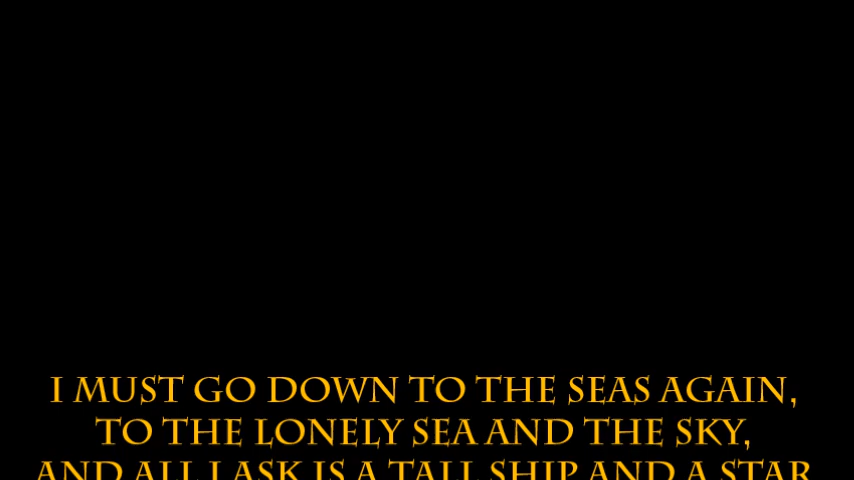 I MUST GO DOWN TO THE SEAS AGAIN,
TO THE LONELY SEA AND THE SKY,
AND ALL I ASK IS A TALL SHIP AND A STAR